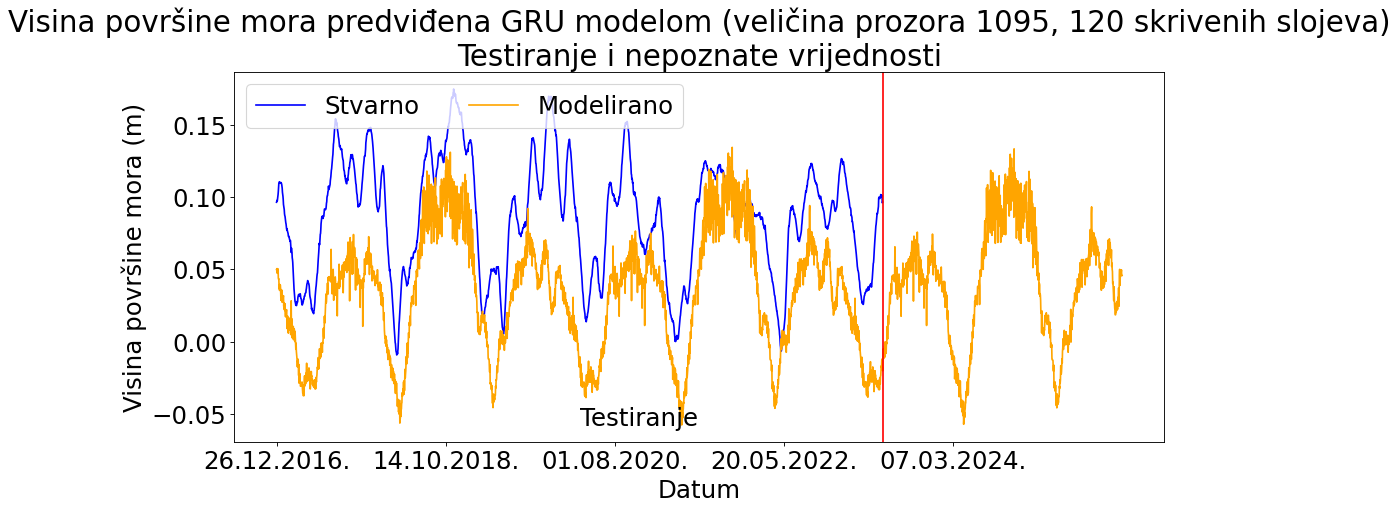 Visina površine mora predviđena GRU modelom (veličina prozora 1095, 120 skrivenih slojeva)
Testiranje i nepoznate vrijednosti
Stvarno Modelirano
Visina površine mora (m)
0.15
0.10
0.05
0.00
−0.05
Testiranje
26.12.2016. 14.10.2018. 01.08.2020. 20.05.2022. 07.03.2024.
Datum